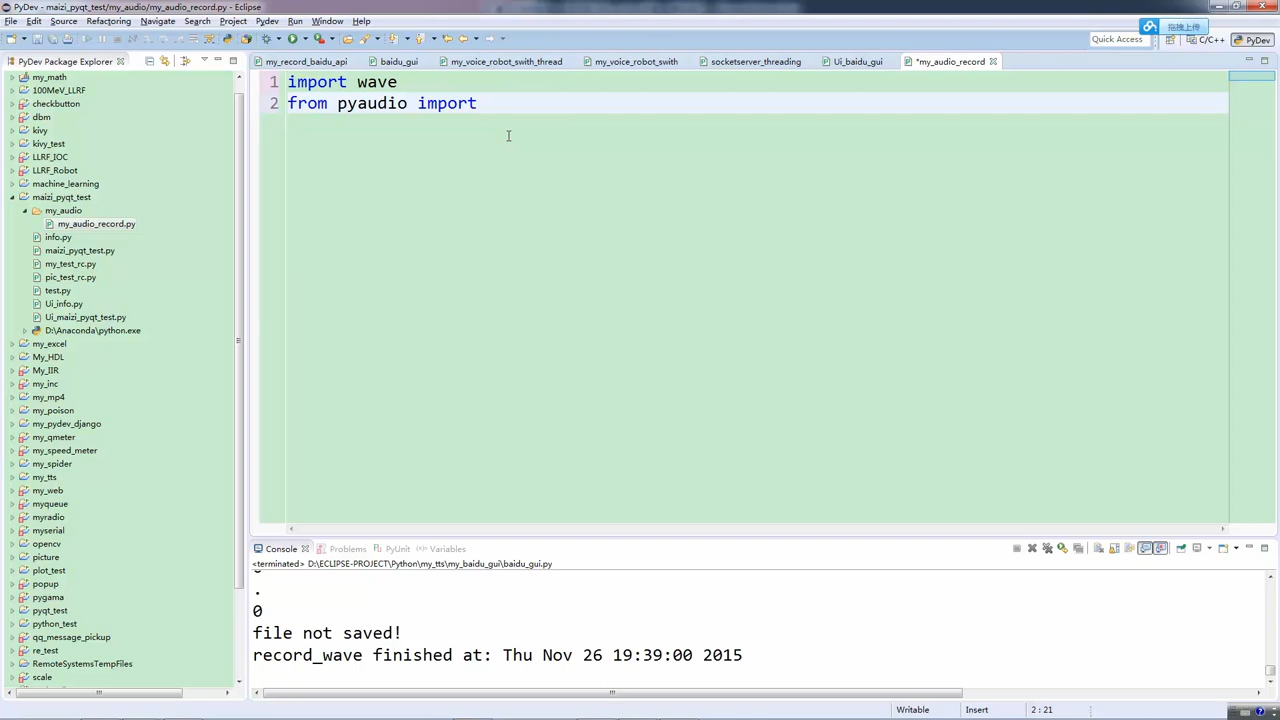 PyDev - maizi_pyqt_test/my_audio/my_audio_record.py - Eclipse
File Edit Source Refactoring Navigate Search Project Pydev Run Window Help
拖拽上传
Quick Access C/C++ PyDev
PyDev Package Explorer
my_record_baidu_api baidu_gui my_voice_robot_swith_thread my_voice_robot_swith socketserver_threading Ui_baidu_gui *my_audio_record
my_math
100MeV_LLRF
checkbutton
dbm
kivy
kivy_test
LLRF_IOC
LLRF_Robot
machine_learning
maizi_pyqt_test
my_audio
my_audio_record.py
info.py
maizi_pyqt_test.py
my_test_rc.py
pic_test_rc.py
test.py
Ui_info.py
Ui_maizi_pyqt_test.py
D:\Anaconda\python.exe
my_excel
My_HDL
My_IIR
my_inc
my_mp4
my_poison
my_pydev_django
my_qmeter
my_speed_meter
my_spider
my_tts
my_web
myqueue
myradio
myserial
opencv
picture
plot_test
popup
pygama
pyqt_test
python_test
qq_message_pickup
re_test
RemoteSystemsTempFiles
scale
1 import wave
2 from pyaudio import
Console Problems PyUnit Variables
<terminated> D:\ECLIPSE-PROJECT\Python\my_tts\my_baidu_gui\baidu_gui.py
.
0
file not saved!
record_wave finished at: Thu Nov 26 19:39:00 2015
Writable Insert 2 : 21